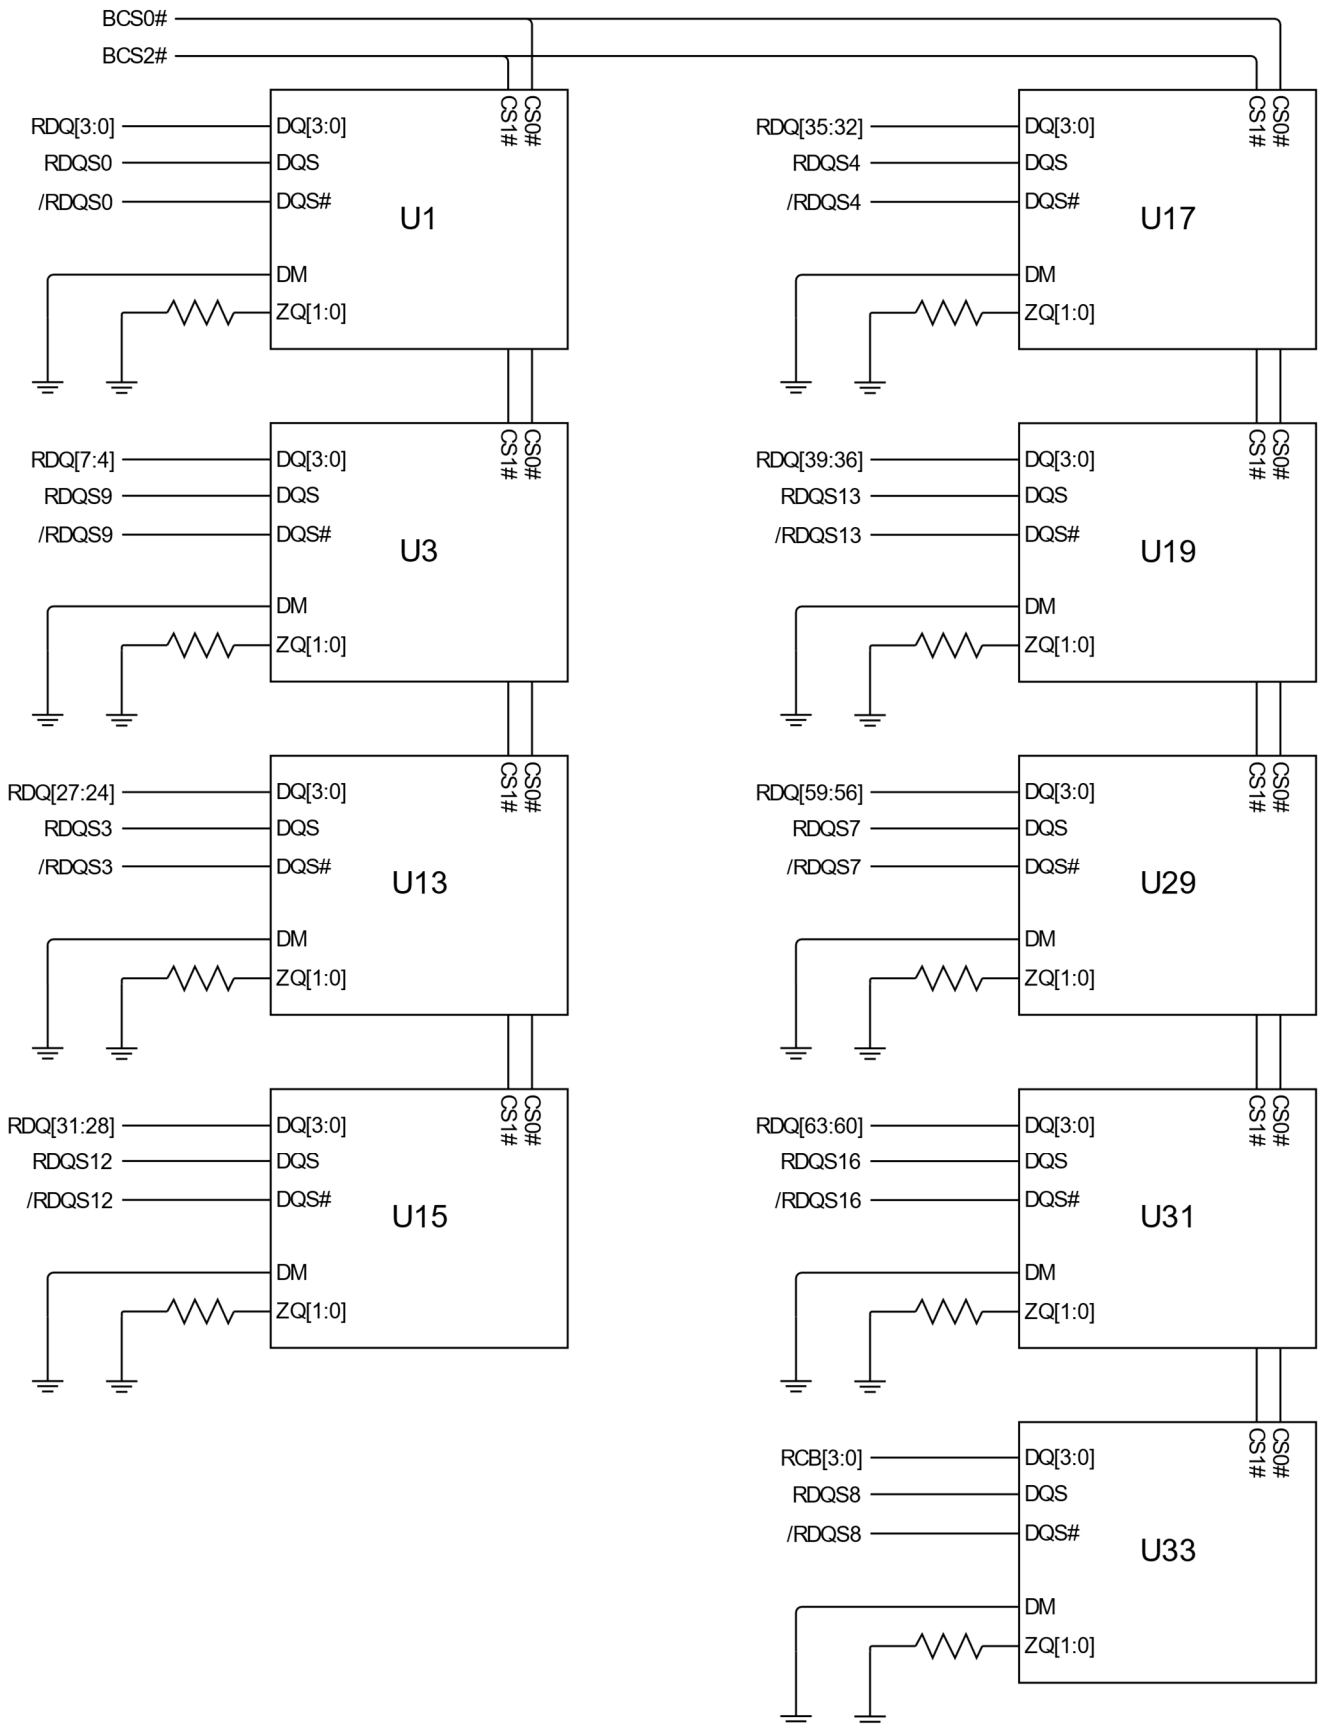 BCS0#
BCS2#
CS1#
CS0#
RDQ[3:0]
DQ[3:0]
RDQS0
DQS
/RDQS0
DQS#
U1
DM
ZQ[1:0]
CS1#
CS0#
RDQ[7:4]
DQ[3:0]
RDQS9
DQS
/RDQS9
DQS#
U3
DM
ZQ[1:0]
CS1#
CS0#
RDQ[27:24]
DQ[3:0]
RDQS3
DQS
/RDQS3
DQS#
U13
DM
ZQ[1:0]
CS1#
CS0#
RDQ[31:28]
DQ[3:0]
RDQS12
DQS
/RDQS12
DQS#
U15
DM
ZQ[1:0]
CS1#
CS0#
RDQ[35:32]
DQ[3:0]
RDQS4
DQS
/RDQS4
DQS#
U17
DM
ZQ[1:0]
CS1#
CS0#
RDQ[39:36]
DQ[3:0]
RDQS13
DQS
/RDQS13
DQS#
U19
DM
ZQ[1:0]
CS1#
CS0#
RDQ[59:56]
DQ[3:0]
RDQS7
DQS
/RDQS7
DQS#
U29
DM
ZQ[1:0]
CS1#
CS0#
RDQ[63:60]
DQ[3:0]
RDQS16
DQS
/RDQS16
DQS#
U31
DM
ZQ[1:0]
CS1#
CS0#
RCB[3:0]
DQ[3:0]
RDQS8
DQS
/RDQS8
DQS#
U33
DM
ZQ[1:0]